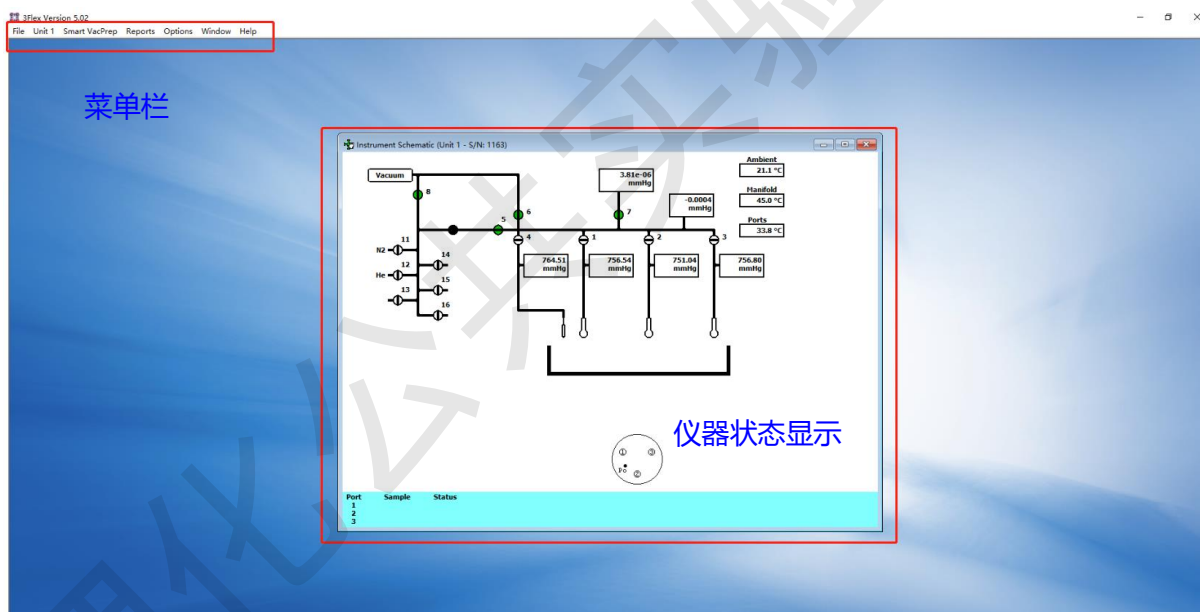 3Flex Version 5.02
File Unit 1 Smart VacPrep Reports Options Window Help
菜单栏
Instrument Schematic (Unit 1 - S/N: 1163)
Vacuum
8
3.81e-06
mmHg
-0.0004
mmHg
Ambient
21.1 °C
Manifold
45.0 °C
Ports
33.8 °C
5
6
7
4
1
2
3
764.51
mmHg
756.54
mmHg
751.04
mmHg
756.80
mmHg
11
N2
12
He
13
14
15
16
仪器状态显示
①
③
Po
②
Port Sample Status
1
2
3